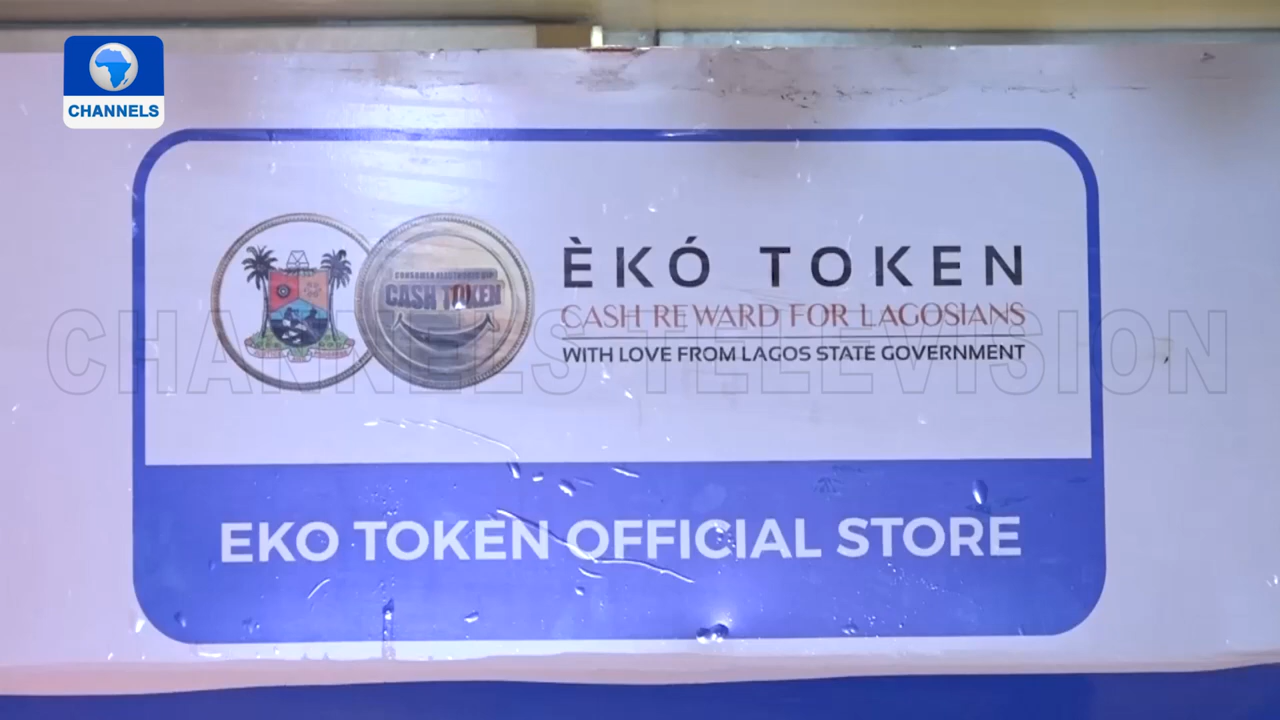 CHANNELS
ÈKÓ TOKEN
CASH TOKEN
CASH REWARD FOR LAGOSIANS
WITH LOVE FROM LAGOS STATE GOVERNMENT
CHANNELS TELEVISION
EKO TOKEN OFFICIAL STORE